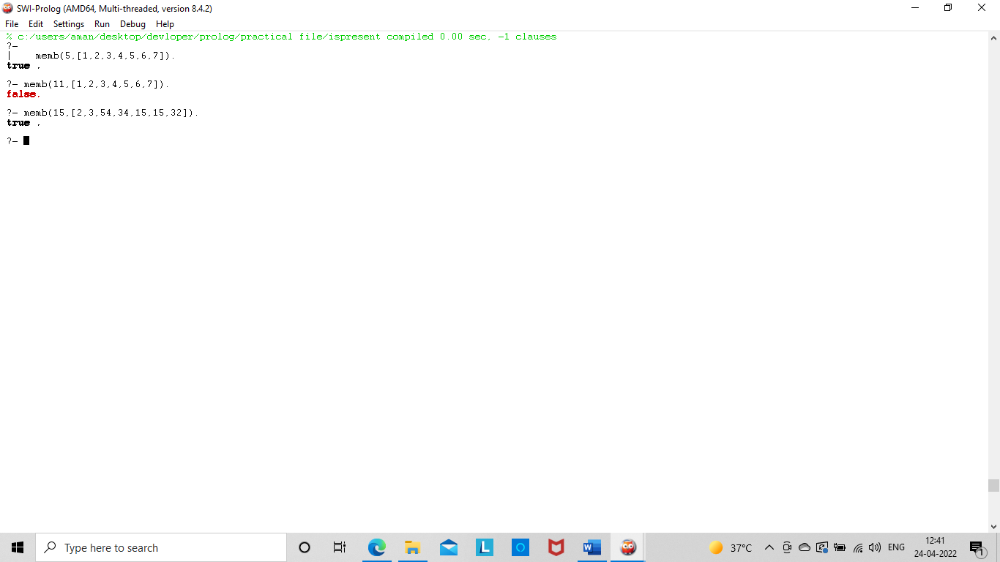 SWI-Prolog (AMD64, Multi-threaded, version 8.4.2)
File Edit Settings Run Debug Help
% c:/users/aman/desktop/devloper/prolog/practical file/ispresent compiled 0.00 sec, -1 clauses
?-
| memb(5,[1,2,3,4,5,6,7]).
true .
?- memb(11,[1,2,3,4,5,6,7]).
false.
?- memb(15,[2,3,54,34,15,15,32]).
true .
?-
Type here to search
L
W
37°C
ENG
12:41
24-04-2022
1